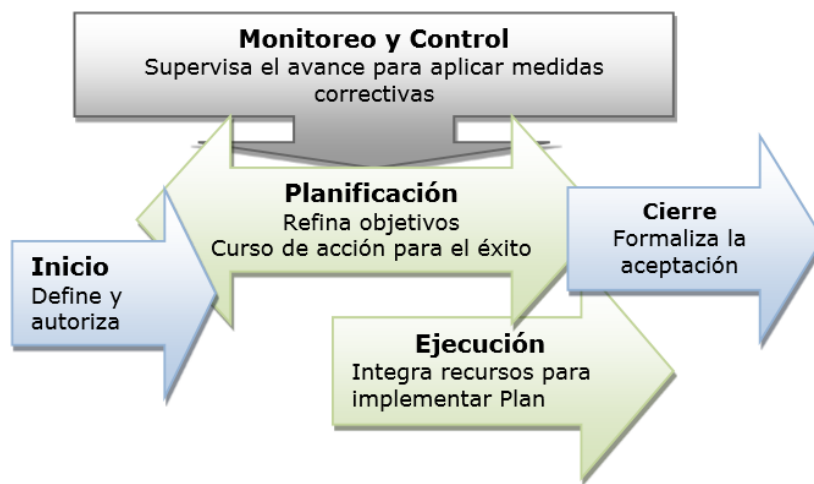 Monitoreo y Control
Supervisa el avance para aplicar medidas
correctivas
Planificación
Refina objetivos
Curso de acción para el éxito
Inicio
Define y
autoriza
Cierre
Formaliza la
aceptación
Ejecución
Integra recursos para
implementar Plan